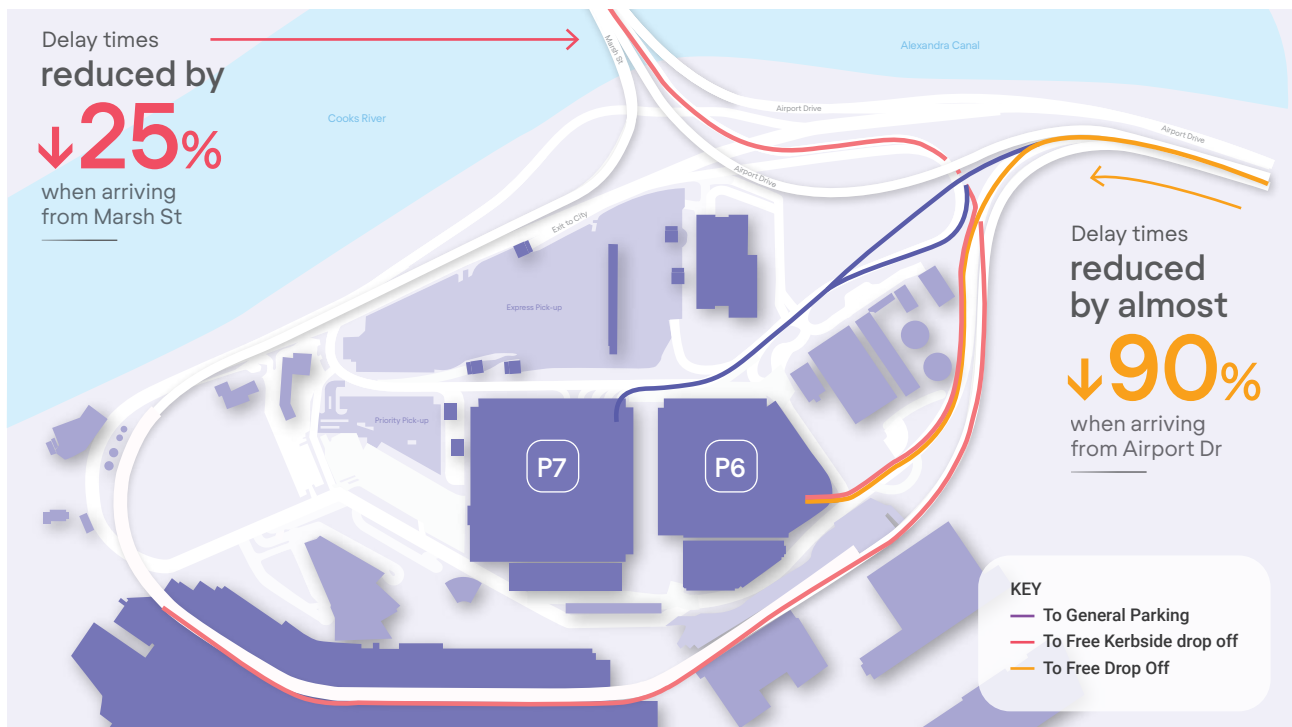 Delay times
reduced by
↓25%
when arriving
from Marsh St
Marsh St
Alexandra Canal
Cooks River
Airport Drive
Airport Drive
Airport Drive
Exit to City
Express Pick-up
Priority Pick-up
P7
P6
Delay times
reduced
by almost
↓90%
when arriving
from Airport Dr
KEY
To General Parking
To Free Kerbside drop off
To Free Drop Off